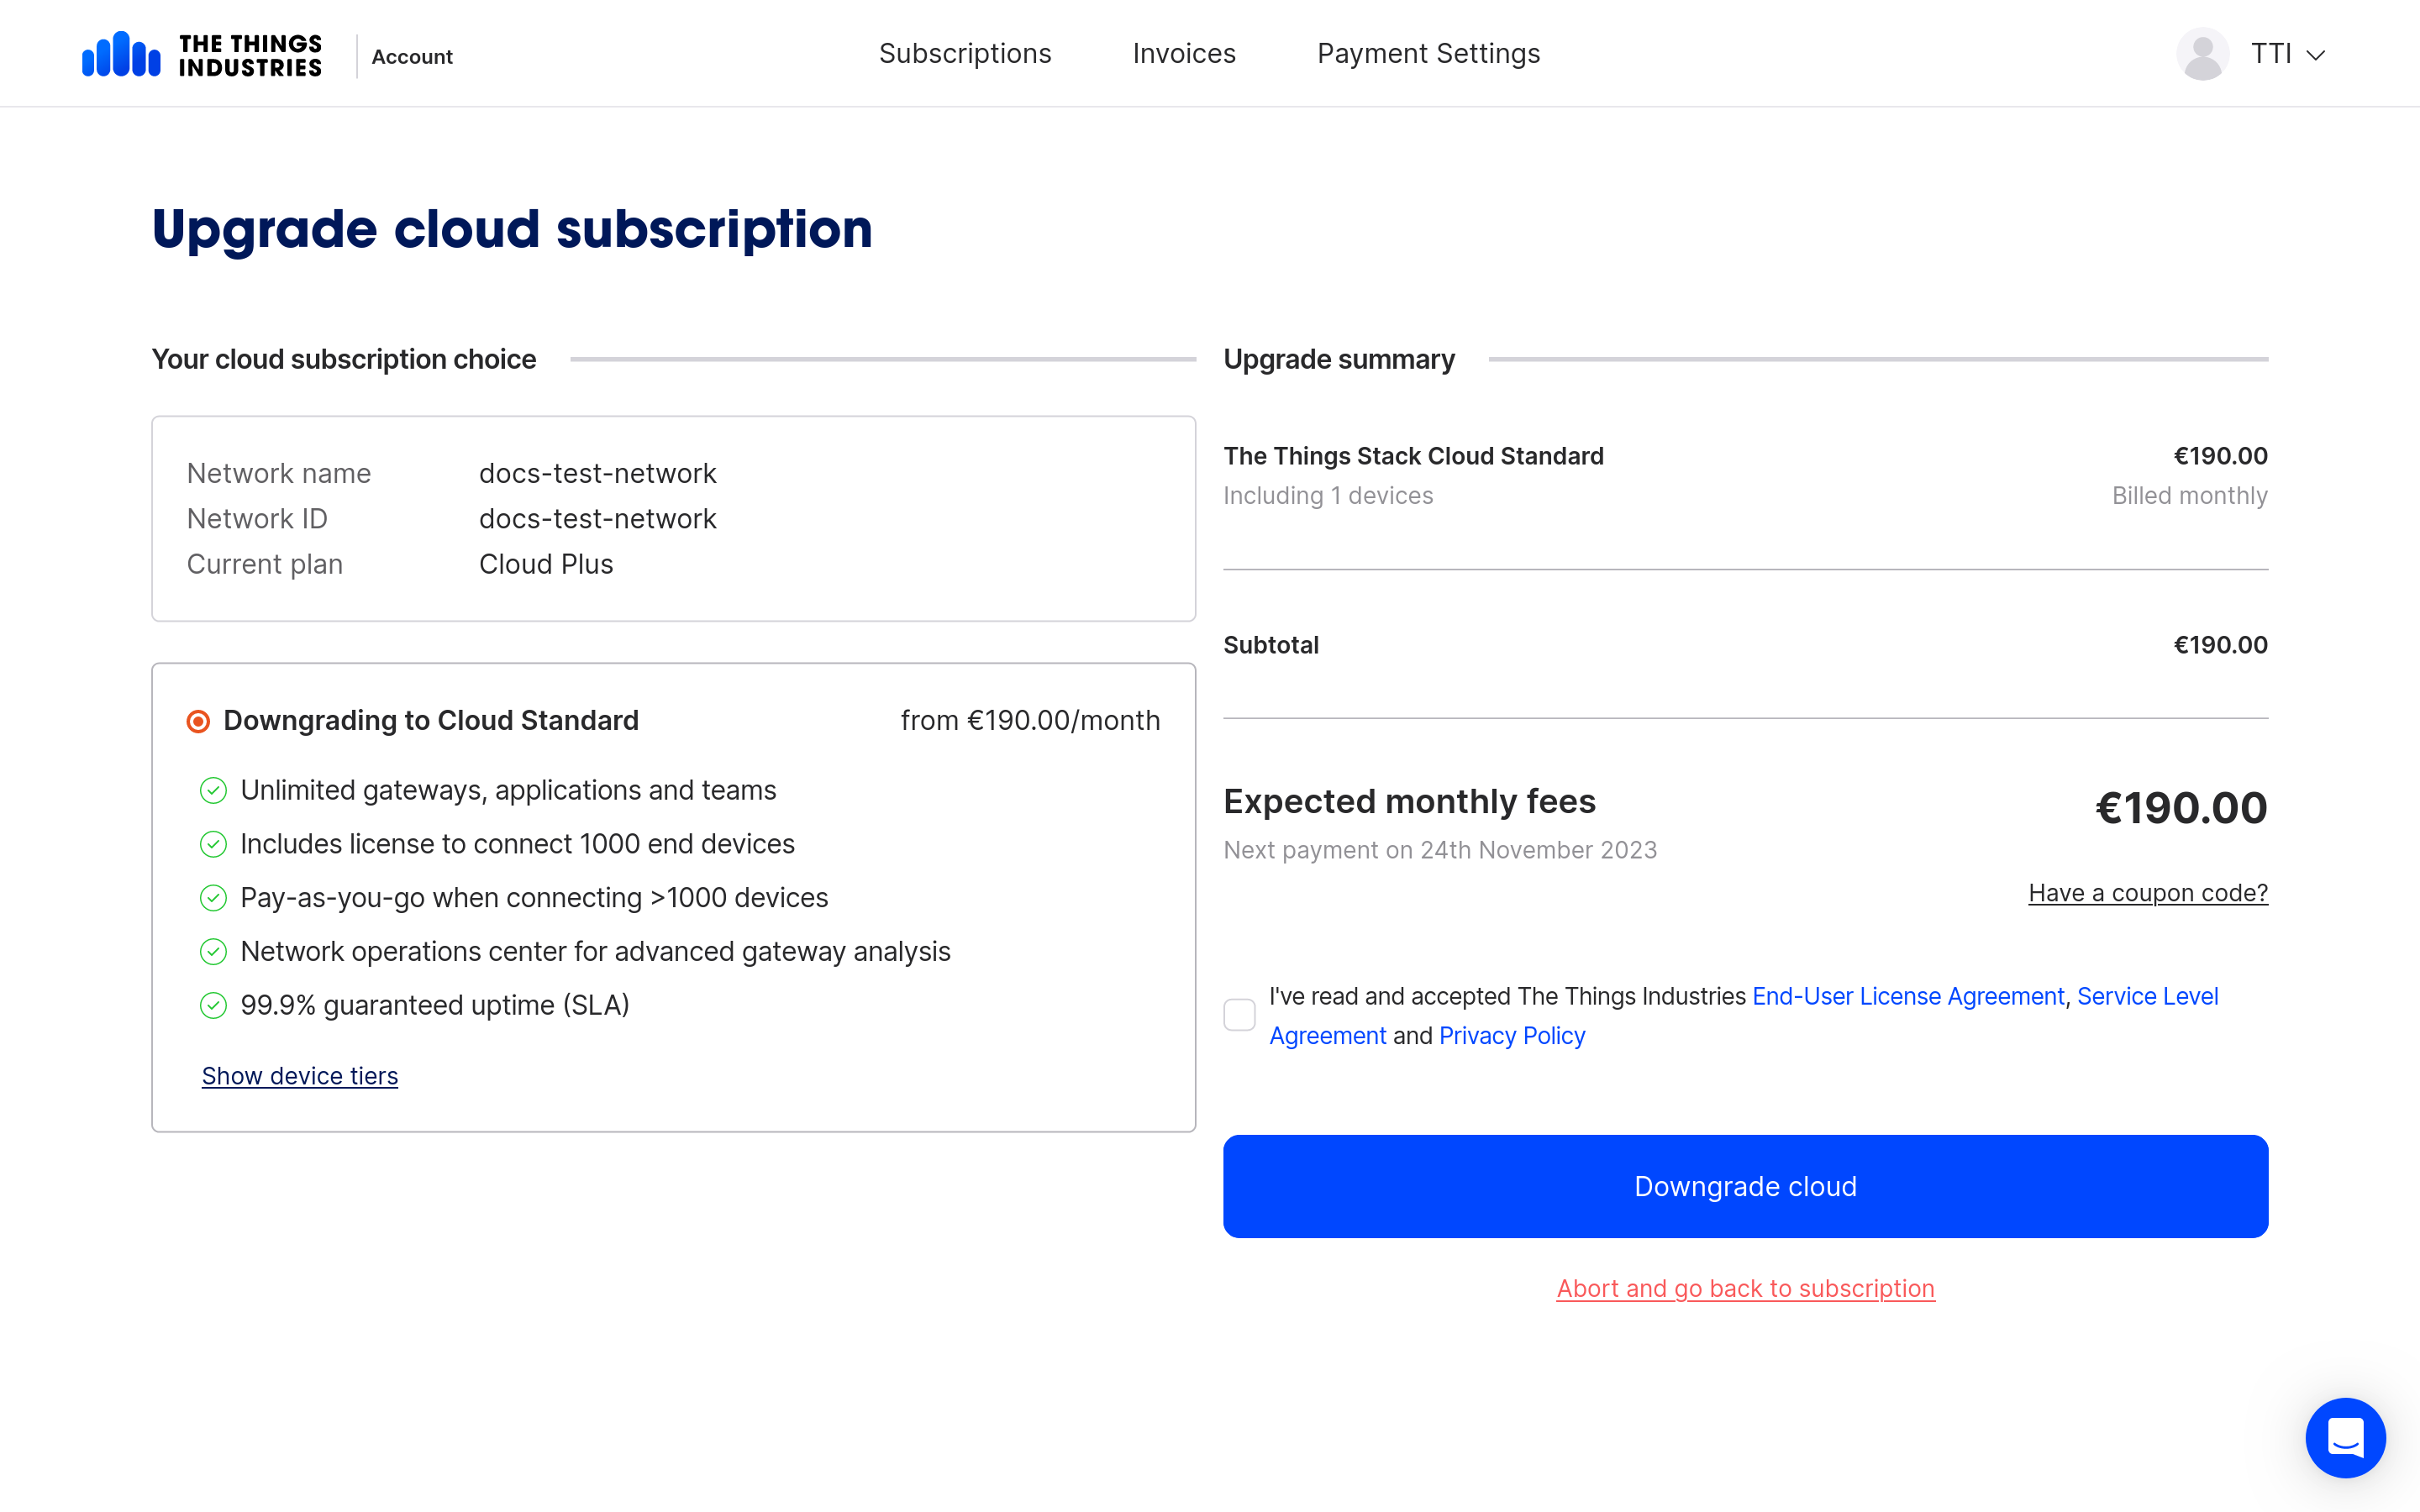 THE THINGS
INDUSTRIES
Account
Subscriptions
Invoices
Payment Settings
TTI
Upgrade cloud subscription
Your cloud subscription choice
Network name
docs-test-network
Network ID
docs-test-network
Current plan
Cloud Plus
Downgrading to Cloud Standard
from €190.00/month
Unlimited gateways, applications and teams
Includes license to connect 1000 end devices
Pay-as-you-go when connecting >1000 devices
Network operations center for advanced gateway analysis
99.9% guaranteed uptime (SLA)
Show device tiers
Upgrade summary
The Things Stack Cloud Standard
€190.00
Including 1 devices
Billed monthly
Subtotal
€190.00
Expected monthly fees
€190.00
Next payment on 24th November 2023
Have a coupon code?
I've read and accepted The Things Industries End-User License Agreement, Service Level
Agreement and Privacy Policy
Downgrade cloud
Abort and go back to subscription